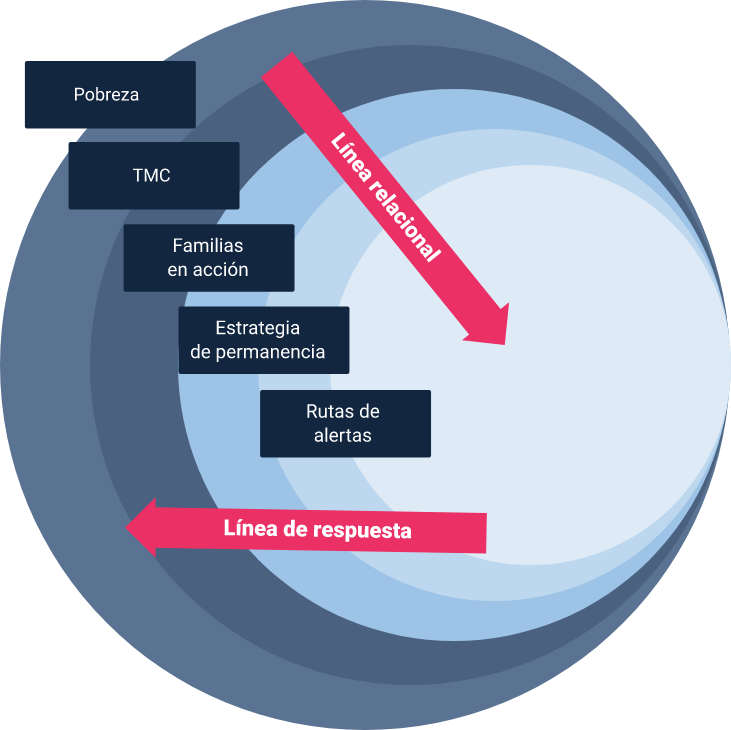 Pobreza
TMC
Familias
en acción
Estrategia
de permanencia
Rutas de
alertas
Línea relacional
Línea de respuesta